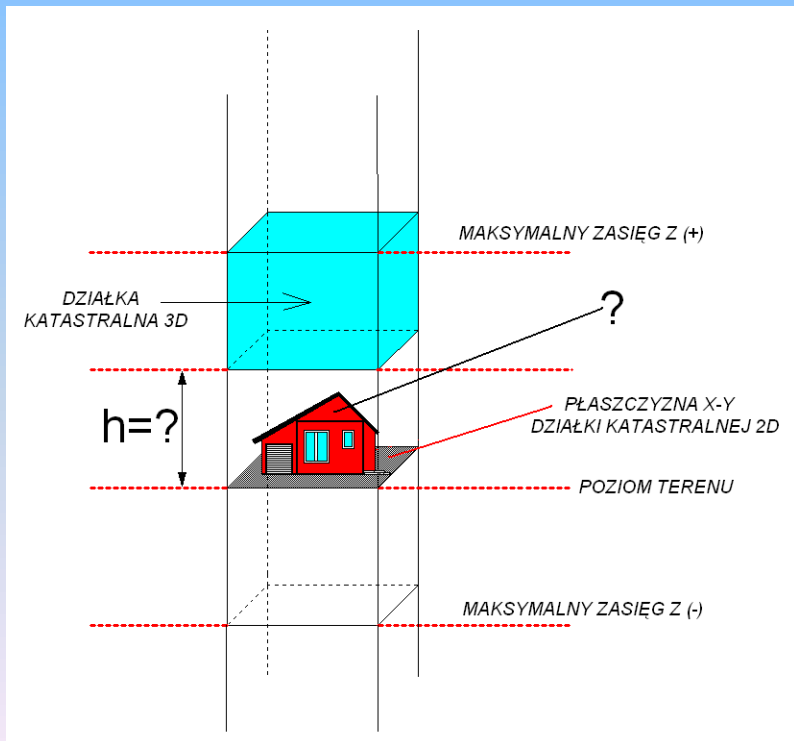 MAKSYMALNY ZASIĘG Z (+)
DZIAŁKA
KATASTRALNA 3D
?
h=?
PŁASZCZYZNA X-Y
DZIAŁKI KATASTRALNEJ 2D
POZIOM TERENU
MAKSYMALNY ZASIĘG Z (-)